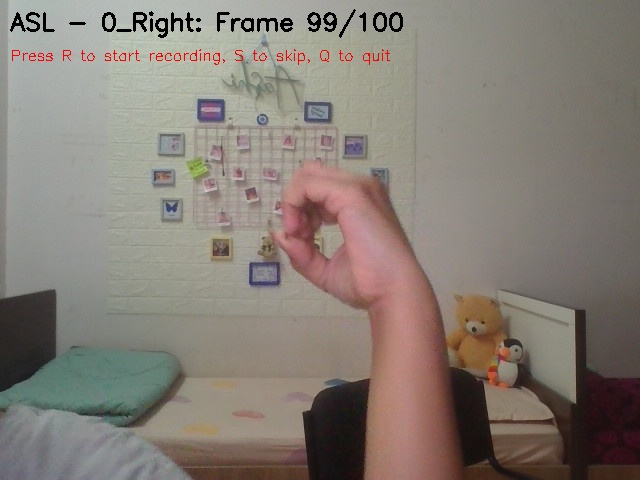 ASL - 0_Right: Frame 99/100
Press R to start recording, S to skip, Q to quit